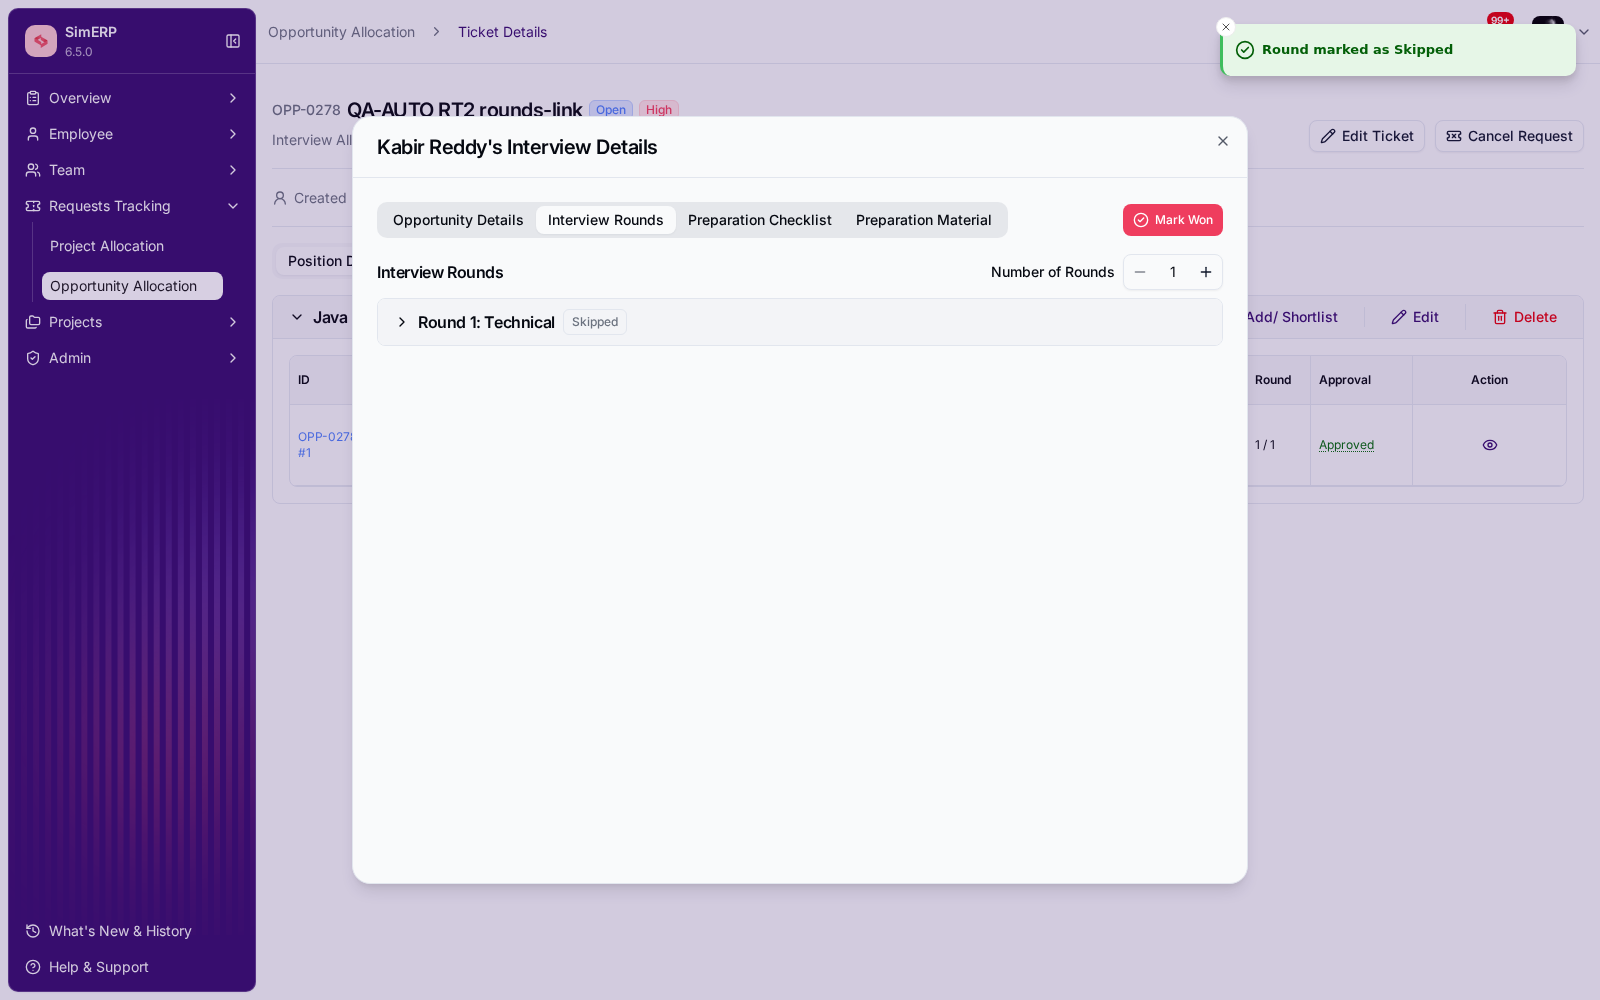 SimERP
6.5.0
Overview
Employee
Team
Requests Tracking
Project Allocation
Opportunity Allocation
Projects
Admin
What's New & History
Help & Support
Opportunity Allocation
Ticket Details
99+
Round marked as Skipped
OPP-0278 QA-AUTO RT2 rounds-link Open High
Interview All
Edit Ticket
Cancel Request
Created
Position D
Java
Add/ Shortlist
Edit
Delete
ID
Round
Approval
Action
OPP-0278
#1
1 / 1
Approved
Kabir Reddy's Interview Details
Opportunity Details
Interview Rounds
Preparation Checklist
Preparation Material
Mark Won
Interview Rounds
Number of Rounds
1
Round 1: Technical
Skipped